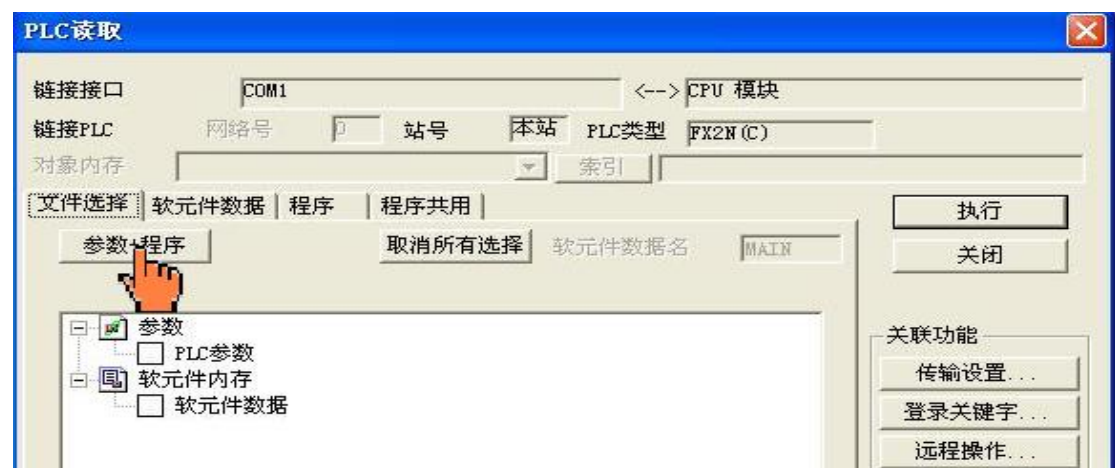 PLC读取
链接接口 COM1 <--> CPU 模块
链接PLC 网络号 0 站号 本站 PLC类型 FX2N(C)
对象内存 索引
文件选择 软元件数据 程序 程序共用
执行
参数+程序 取消所有选择 软元件数据名 MAIN
关闭
参数
PLC参数
软元件内存
软元件数据
关联功能
传输设置...
登录关键字...
远程操作...